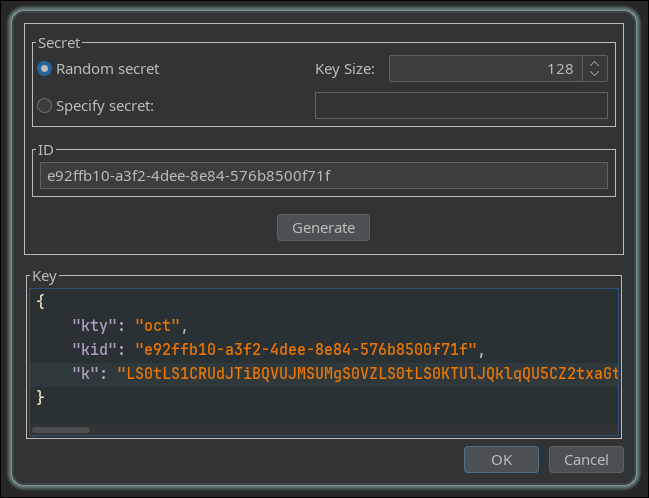 Secret
Random secret
Key Size:
128
Specify secret:
ID
e92ffb10-a3f2-4dee-8e84-576b8500f71f
Generate
Key
{
"kty": "oct",
"kid": "e92ffb10-a3f2-4dee-8e84-576b8500f71f",
"k": "LS0tLS1CRUdJTiBQVUJMSUMgS0VZLS0tLS0KTUlJQklqQU5CZ2txaGt
}
OK
Cancel